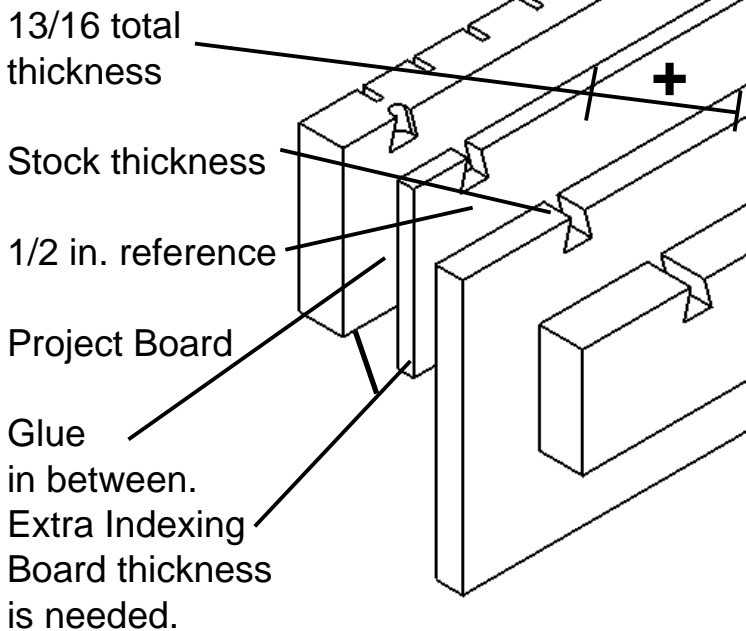 13/16 total
thickness
+
Stock thickness
1/2 in. reference
Project Board
Glue
in between.
Extra Indexing
Board thickness
is needed.